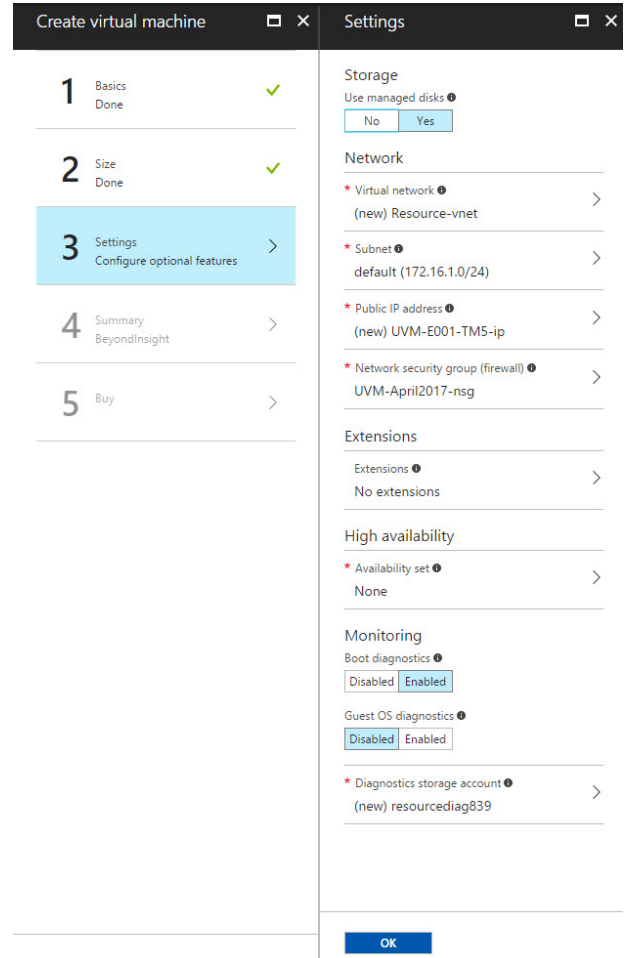 Create virtual machine
1
Basics
Done
2
Size
Done
3
Settings
Configure optional features
4
Summary
BeyondInsight
5
Buy
Settings
Storage
Use managed disks
No Yes
Network
* Virtual network
(new) Resource-vnet
* Subnet
default (172.16.1.0/24)
* Public IP address
(new) UVM-E001-TM5-ip
* Network security group (firewall)
UVM-April2017-nsg
Extensions
Extensions
No extensions
High availability
* Availability set
None
Monitoring
Boot diagnostics
Disabled Enabled
Guest OS diagnostics
Disabled Enabled
* Diagnostics storage account
(new) resourcediag839
OK